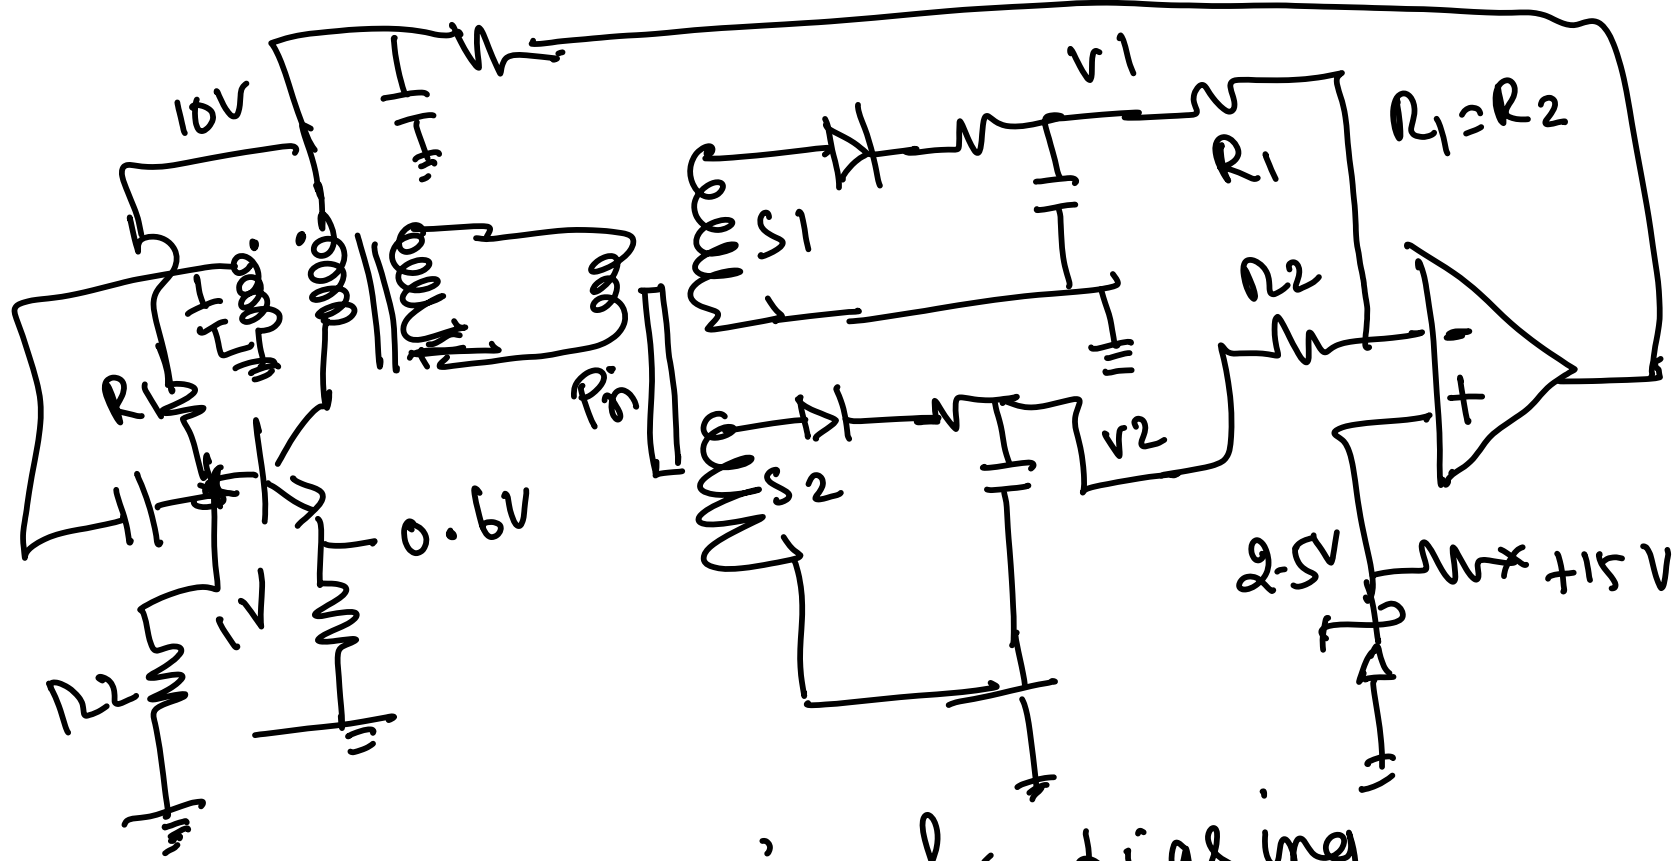 10V
V1
R1 = R2
R1
S1
R2
-
+
R1
Pin
S2
V2
0.6V
1V
R2
2.5V
+15V